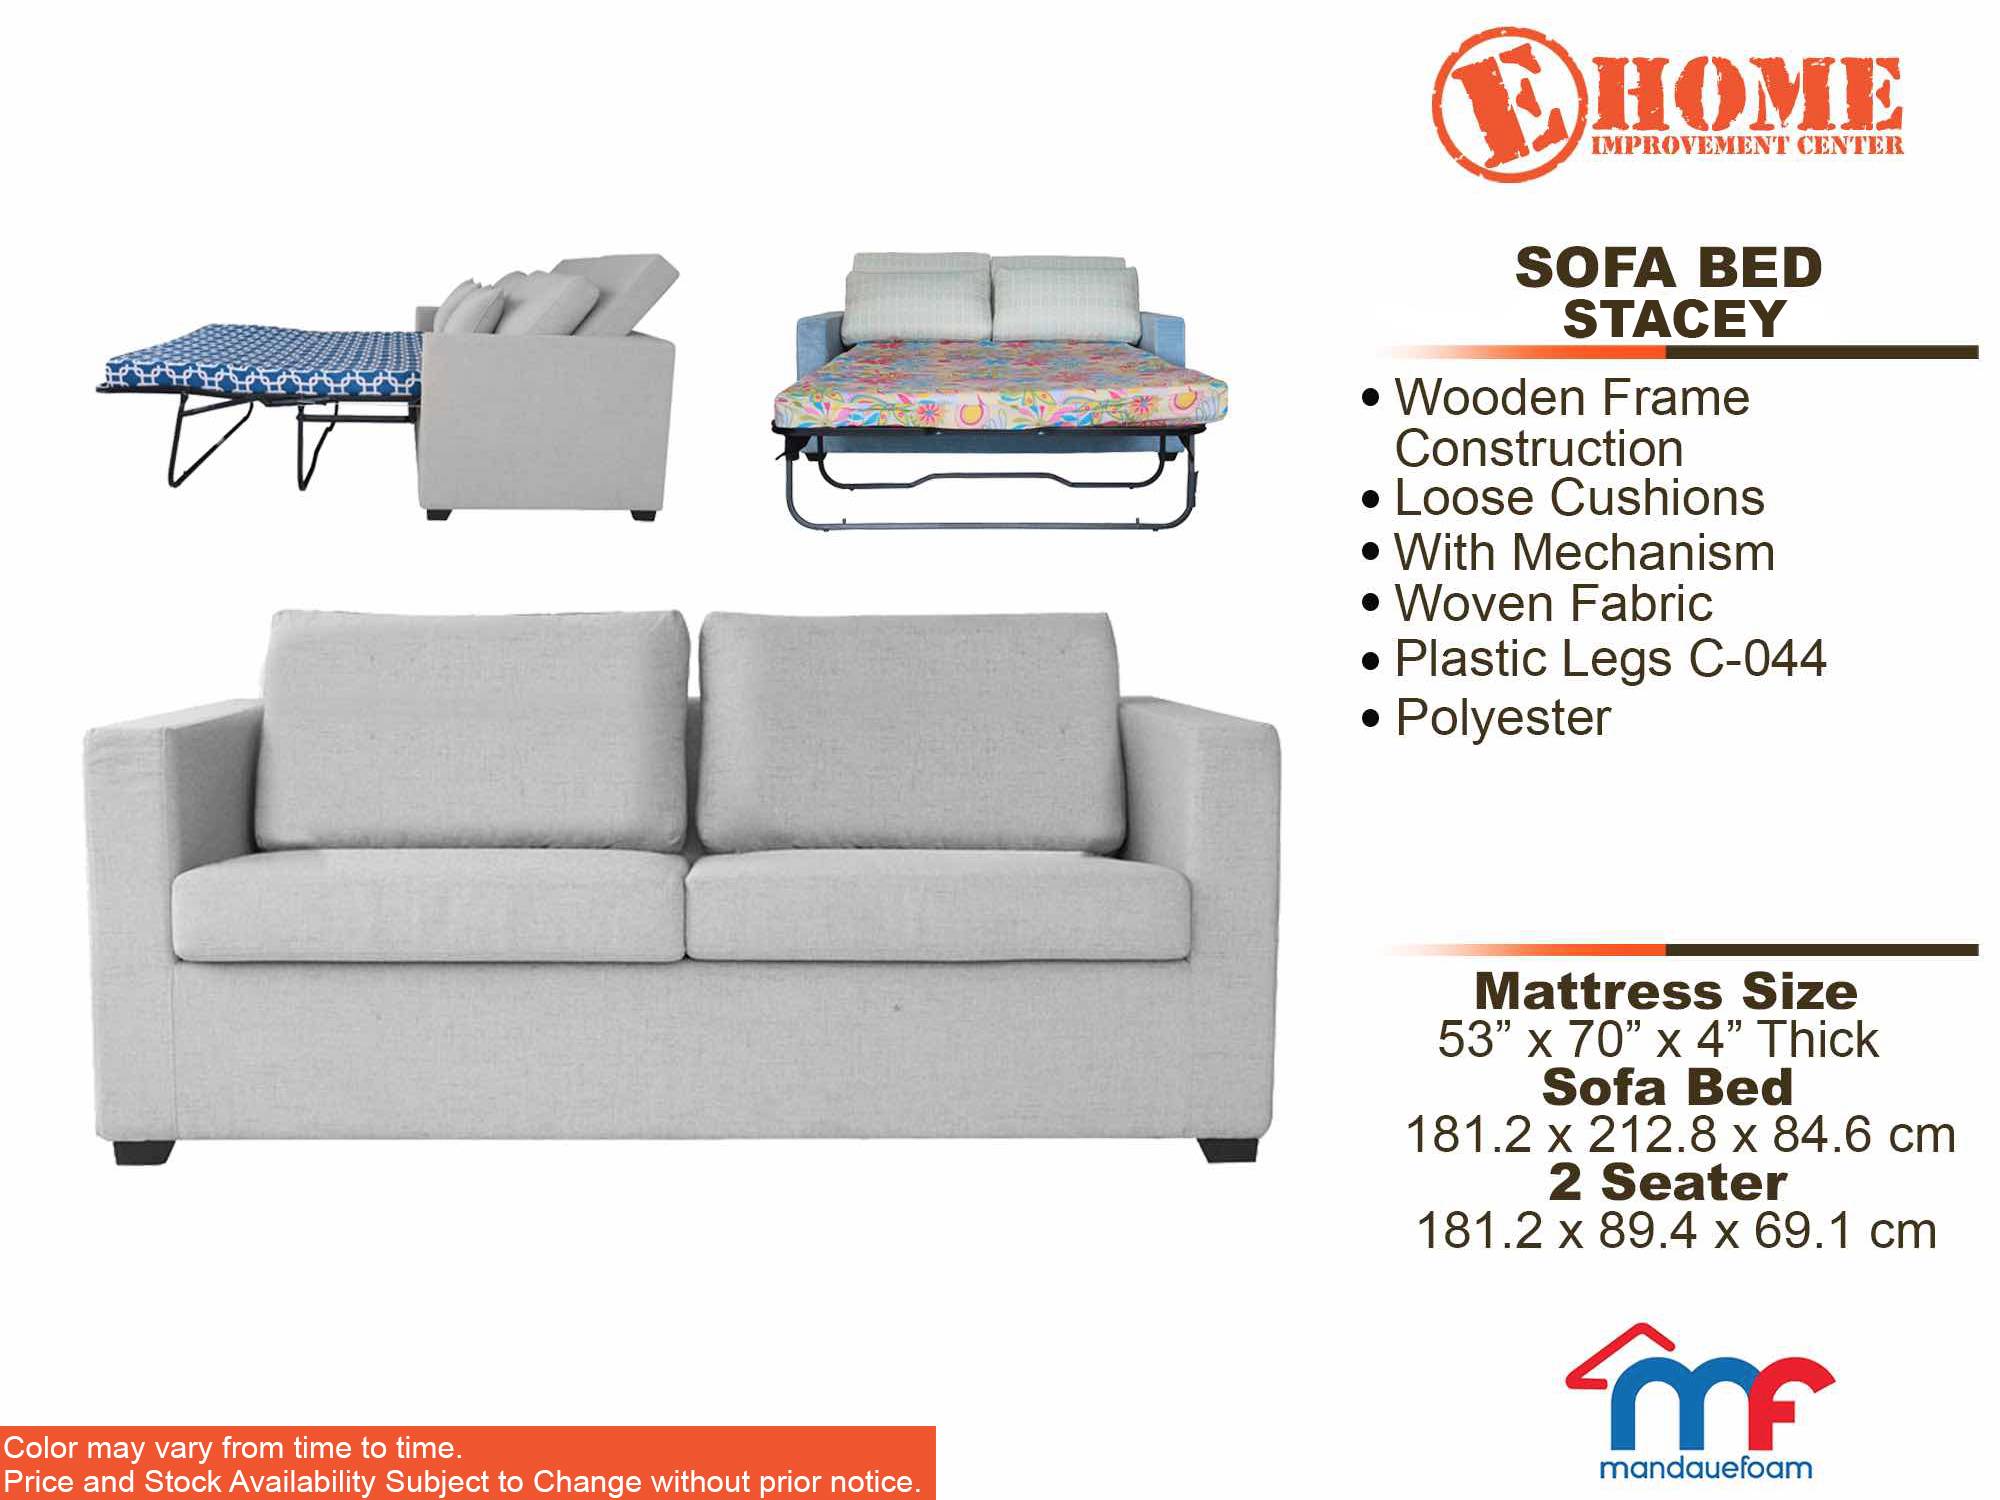 E HOME
IMPROVEMENT CENTER
SOFA BED
STACEY
• Wooden Frame
Construction
• Loose Cushions
• With Mechanism
• Woven Fabric
• Plastic Legs C-044
• Polyester
Mattress Size
53” x 70” x 4” Thick
Sofa Bed
181.2 x 212.8 x 84.6 cm
2 Seater
181.2 x 89.4 x 69.1 cm
mf
mandauefoam
Color may vary from time to time.
Price and Stock Availability Subject to Change without prior notice.